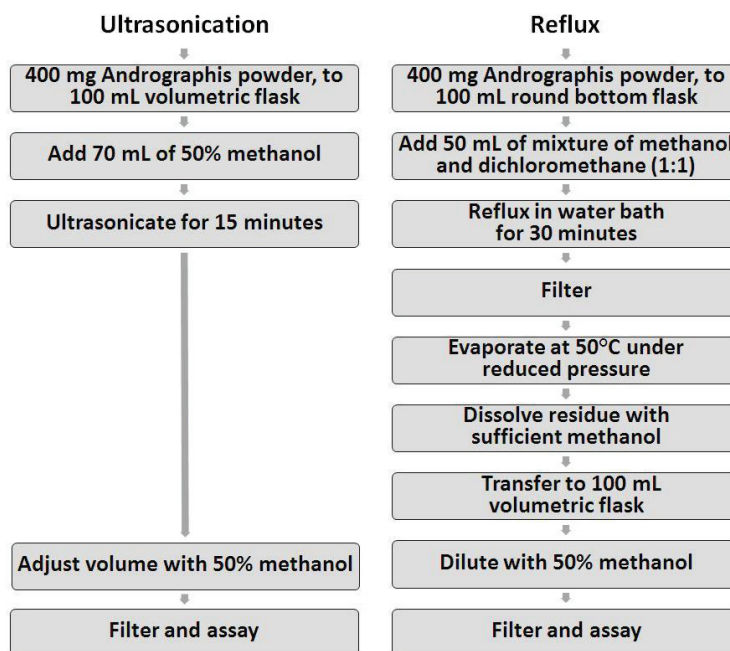 Ultrasonication
400 mg Andrographis powder, to
100 mL volumetric flask
Add 70 mL of 50% methanol
Ultrasonicate for 15 minutes
Adjust volume with 50% methanol
Filter and assay
Reflux
400 mg Andrographis powder, to
100 mL round bottom flask
Add 50 mL of mixture of methanol
and dichloromethane (1:1)
Reflux in water bath
for 30 minutes
Filter
Evaporate at 50°C under
reduced pressure
Dissolve residue with
sufficient methanol
Transfer to 100 mL
volumetric flask
Dilute with 50% methanol
Filter and assay